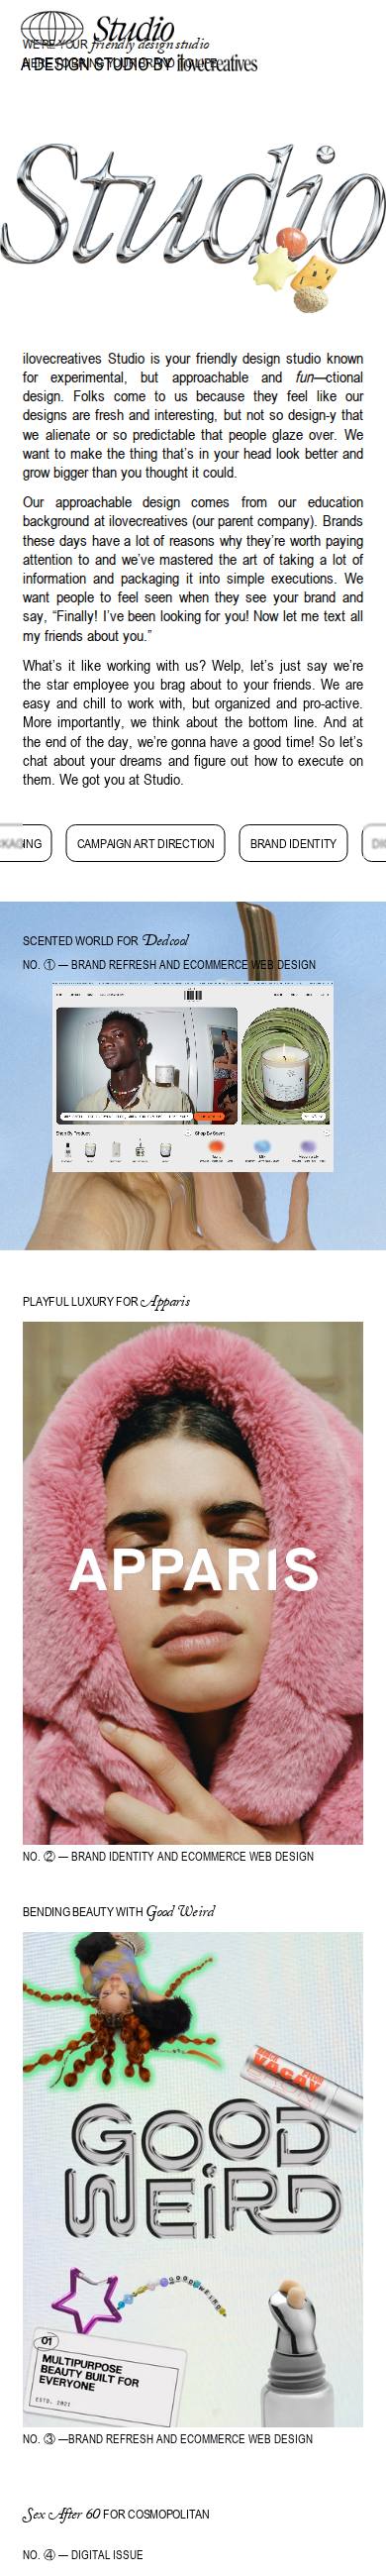 Studio
WE'RE YOUR friendly design studio
A DESIGN STUDIO BY ilovecreatives
Studio
ilovecreatives Studio is your friendly design studio known
for experimental, but approachable and fun—ctional
design. Folks come to us because they feel like our
designs are fresh and interesting, but not so design-y that
we alienate or so predictable that people glaze over. We
want to make the thing that's in your head look better and
grow bigger than you thought it could.
Our approachable design comes from our education
background at ilovecreatives (our parent company). Brands
these days have a lot of reasons why they're worth paying
attention to and we've mastered the art of taking a lot of
information and packaging it into simple executions. We
want people to feel seen when they see your brand and
say, “Finally! I've been looking for you! Now let me text all
my friends about you.”
What's it like working with us? Welp, let's just say we're
the star employee you brag about to your friends. We are
easy and chill to work with, but organized and pro-active.
More importantly, we think about the bottom line. And at
the end of the day, we're gonna have a good time! So let's
chat about your dreams and figure out how to execute on
them. We got you at Studio.
CAMPAIGN ART DIRECTION BRAND IDENTITY
SCENTED WORLD FOR Dedcool
NO. ① — BRAND REFRESH AND ECOMMERCE WEB DESIGN
Shop By Product Shop By Scent
PLAYFUL LUXURY FOR Apparis
APPARIS
NO. ② — BRAND IDENTITY AND ECOMMERCE WEB DESIGN
BENDING BEAUTY WITH Good Weird
VACAY
GOOD
WEiRD
GOODWEIRD
01
MULTIPURPOSE
BEAUTY BUILT FOR
EVERYONE
ESTD. 2021
NO. ③ —BRAND REFRESH AND ECOMMERCE WEB DESIGN
Sex After 60 FOR COSMOPOLITAN
NO. ④ — DIGITAL ISSUE